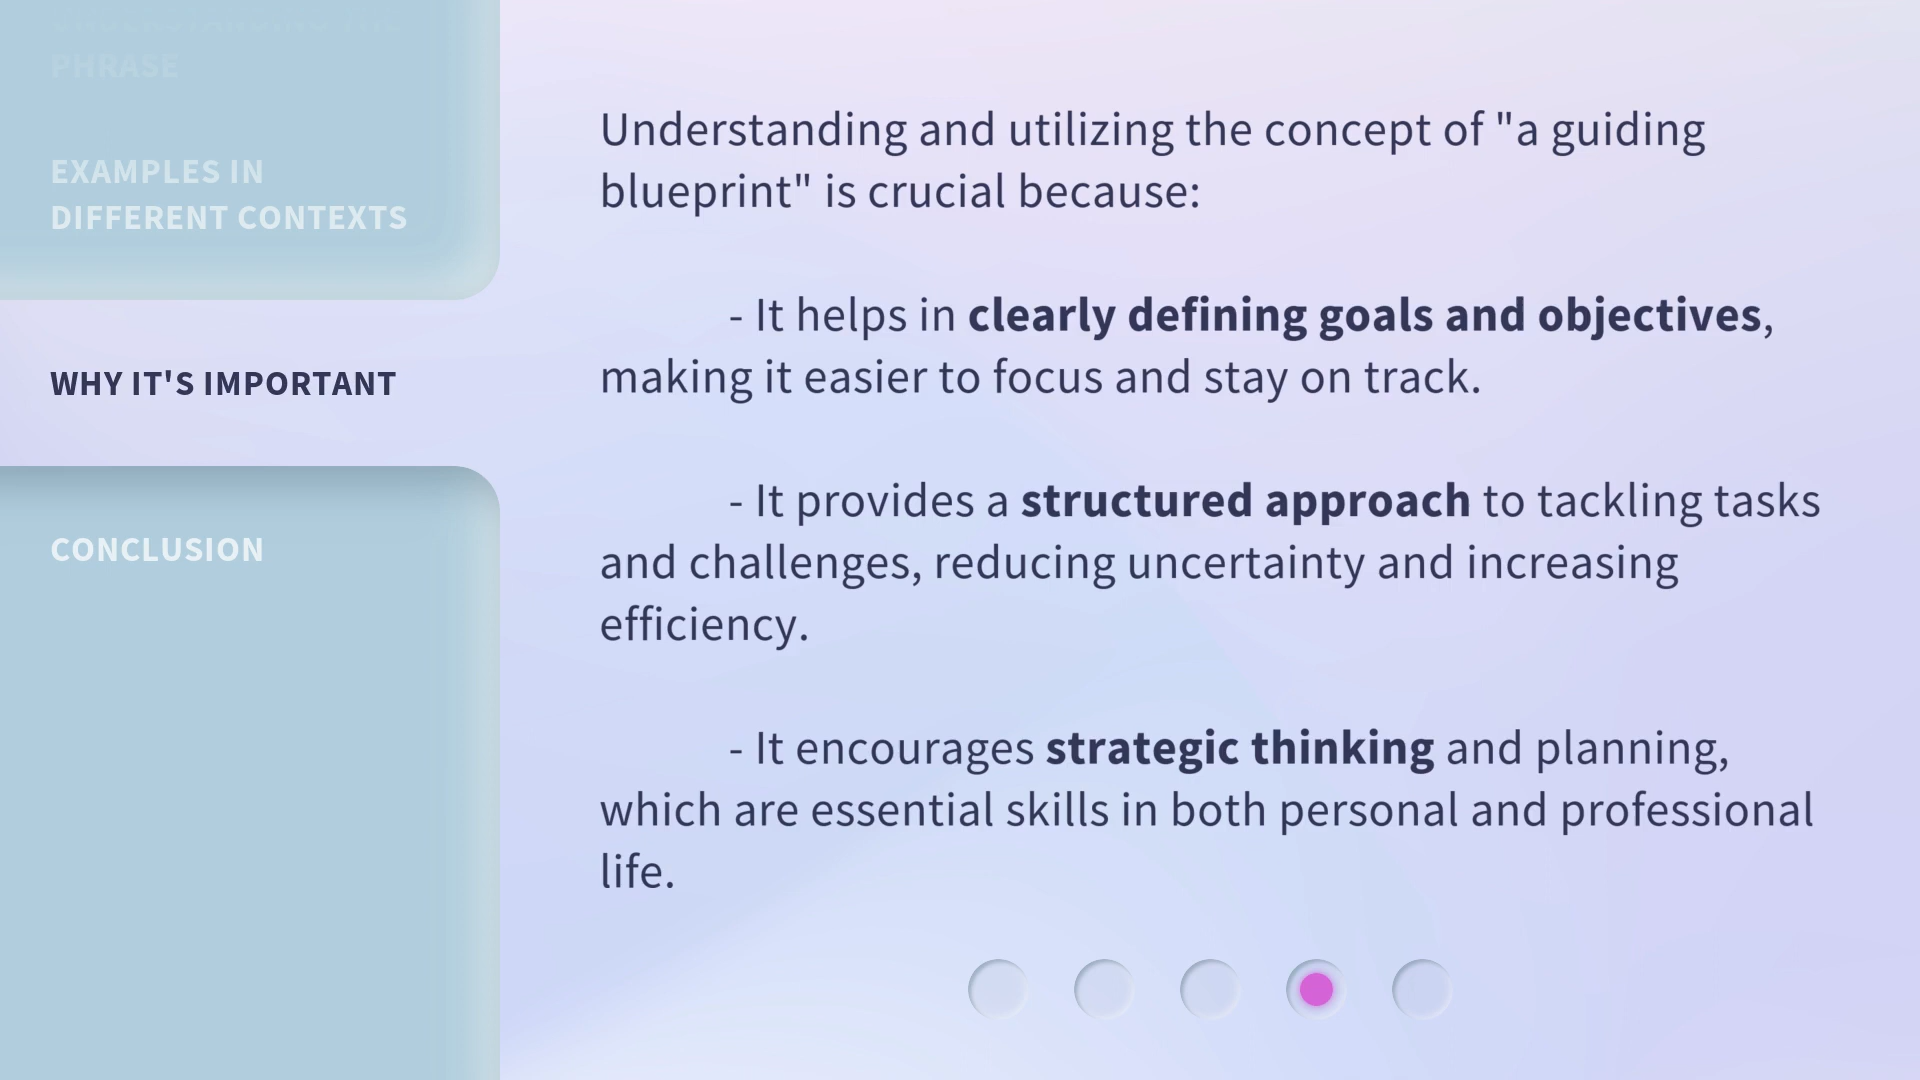 UNDERSTANDING THE
PHRASE
EXAMPLES IN
DIFFERENT CONTEXTS
WHY IT'S IMPORTANT
CONCLUSION
Understanding and utilizing the concept of "a guiding
blueprint" is crucial because:
- It helps in clearly defining goals and objectives,
making it easier to focus and stay on track.
- It provides a structured approach to tackling tasks
and challenges, reducing uncertainty and increasing
efficiency.
- It encourages strategic thinking and planning,
which are essential skills in both personal and professional
life.